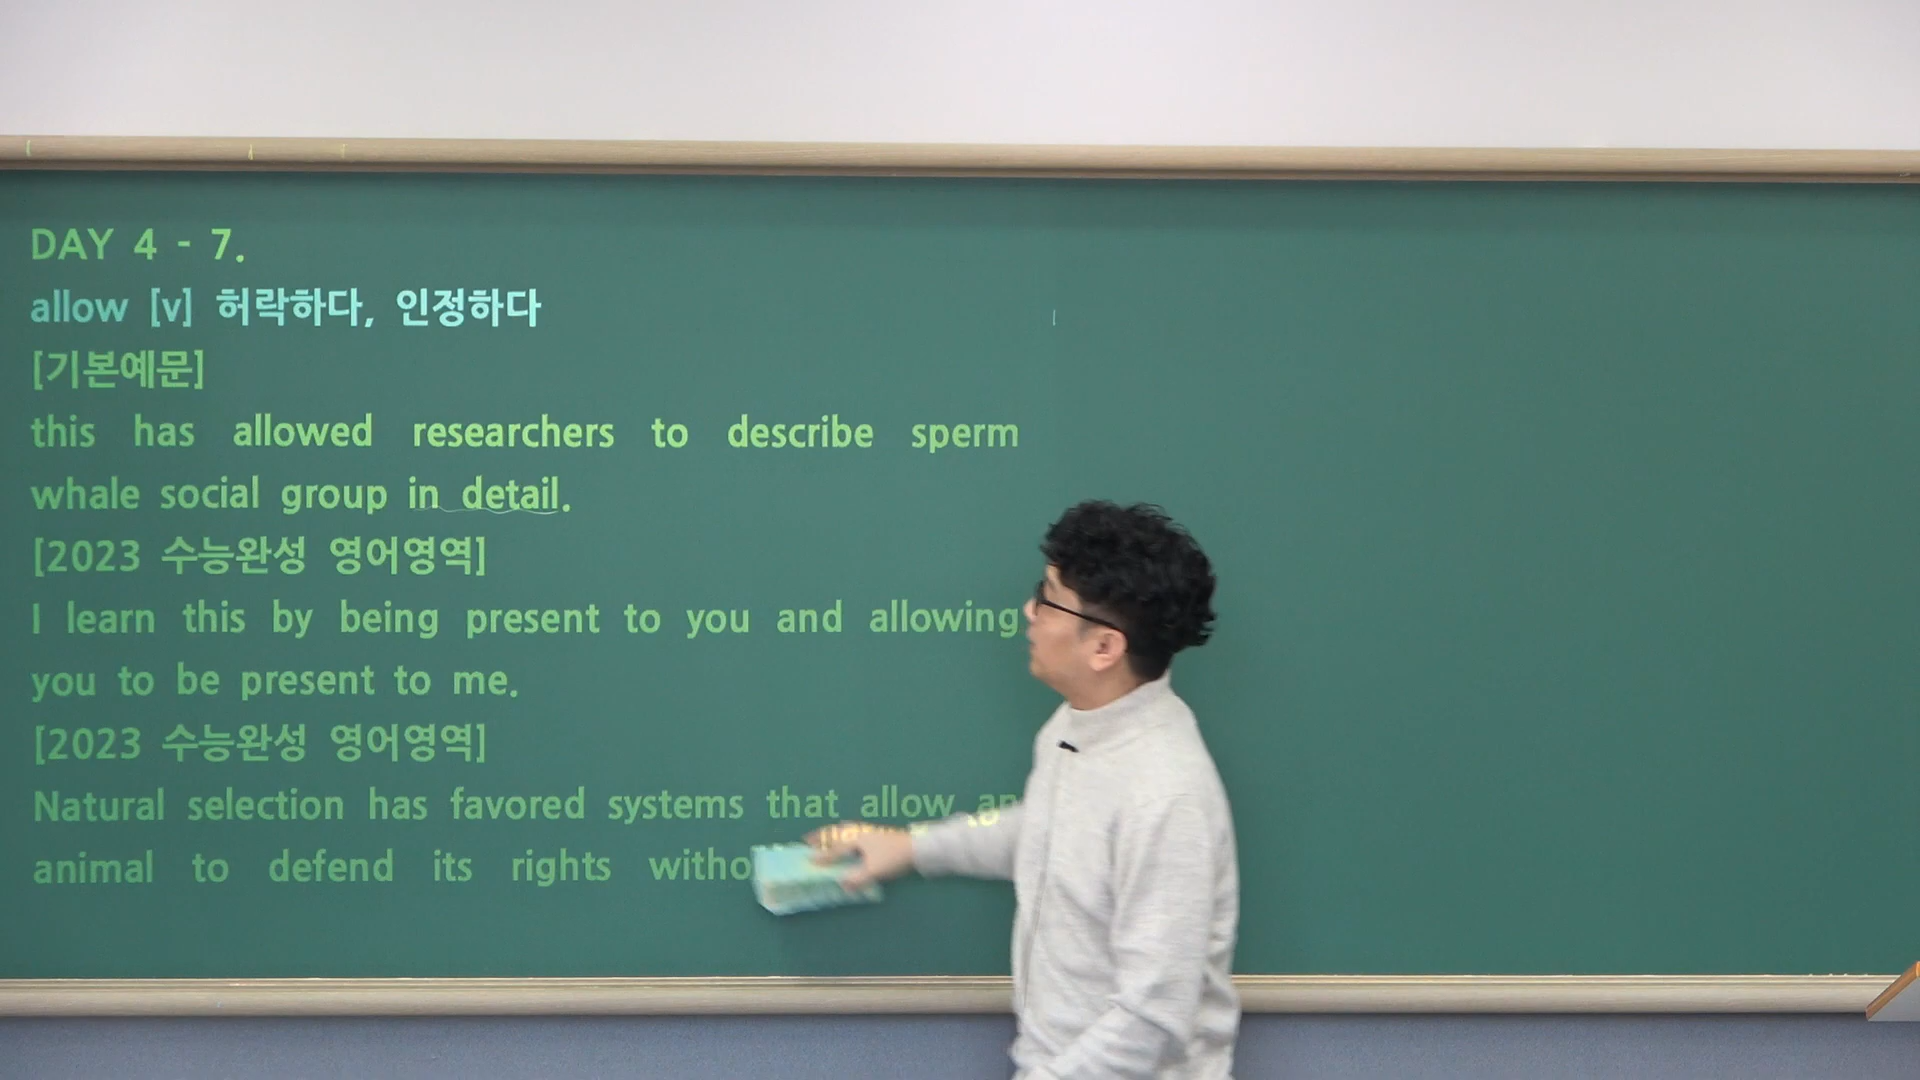 DAY 4 - 7.
allow [v] 허락하다, 인정하다
[기본예문]
this has allowed researchers to describe sperm
whale social group in detail.
[2023 수능완성 영어영역]
I learn this by being present to you and allowing
you to be present to me.
[2023 수능완성 영어영역]
Natural selection has favored systems that allow an
animal to defend its rights